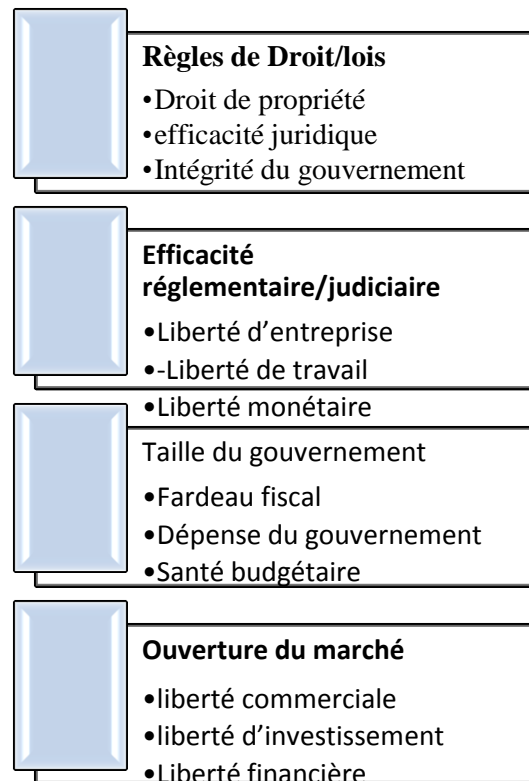 Règles de Droit/lois
•Droit de propriété
•efficacité juridique
•Intégrité du gouvernement
Efficacité
réglementaire/judiciaire
•Liberté d’entreprise
•-Liberté de travail
•Liberté monétaire
Taille du gouvernement
•Fardeau fiscal
•Dépense du gouvernement
•Santé budgétaire
Ouverture du marché
•liberté commerciale
•liberté d’investissement
•Liberté financière